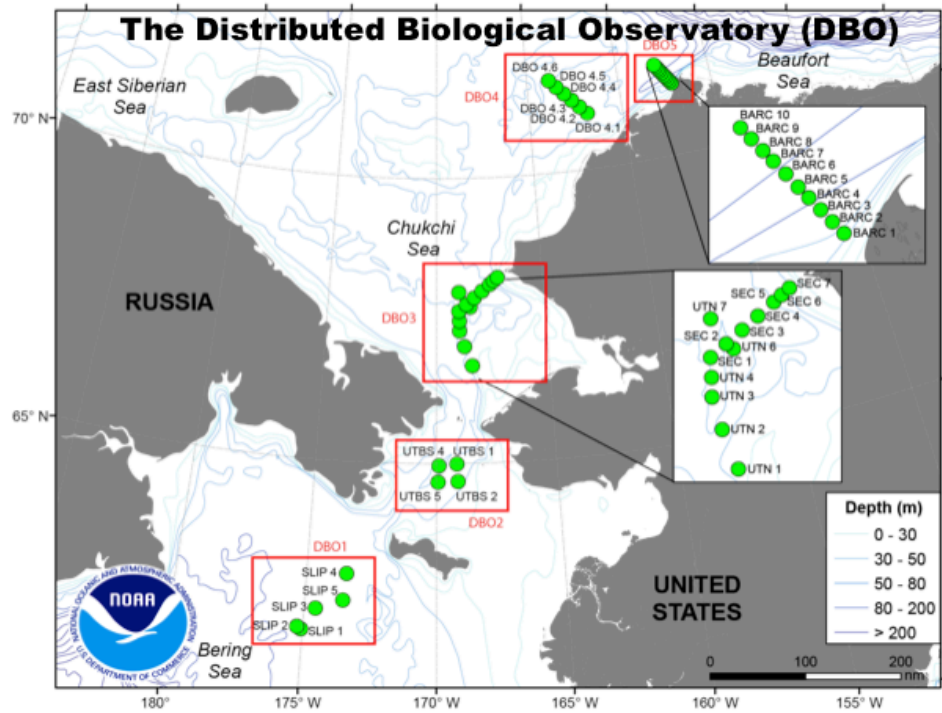 The Distributed Biological Observatory (DBO)
DBO5
Beaufort
Sea
East Siberian
Sea
DBO4
DBO 4.6
DBO 4.5
DBO 4.4
DBO 4.3
DBO 4.2
DBO 4.1
70° N
BARC 10
BARC 9
BARC 8
BARC 7
BARC 6
BARC 5
BARC 4
BARC 3
BARC 2
BARC 1
Chukchi
Sea
RUSSIA
DBO3
SEC 7
SEC 5
SEC 6
UTN 7
SEC 4
SEC 3
SEC 2
UTN 6
SEC 1
UTN 4
UTN 3
UTN 2
UTN 1
65° N
UTBS 4
UTBS 1
UTBS 5
UTBS 2
DBO2
DBO1
SLIP 4
SLIP 5
SLIP 3
SLIP 2
SLIP 1
Bering
Sea
NATIONAL OCEANIC AND ATMOSPHERIC ADMINISTRATION
NOAA
U.S. DEPARTMENT OF COMMERCE
UNITED
STATES
Depth (m)
0 - 30
30 - 50
50 - 80
80 - 200
> 200
0 100 200
nm
180° 175° W 170° W 165° W 160° W 155° W